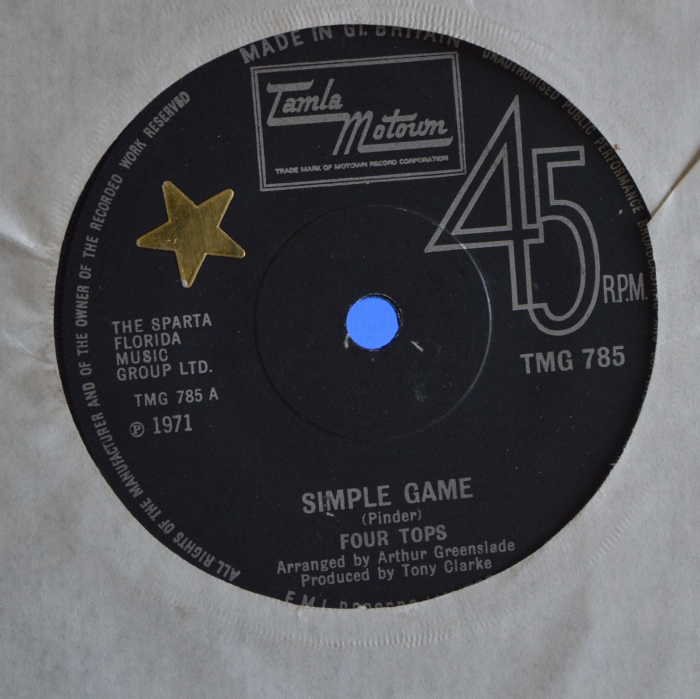 MADE IN GT. BRITAIN
UNAUTHORISED PUBLIC PERFORMANCE BROADCAST
Tamla
Motown
TRADE MARK OF MOTOWN RECORD CORPORATION
45
R.P.M.
THE SPARTA
FLORIDA
MUSIC
GROUP LTD.
TMG 785
TMG 785 A
℗ 1971
SIMPLE GAME
(Pinder)
FOUR TOPS
Arranged by Arthur Greenslade
Produced by Tony Clarke
ALL RIGHTS OF THE MANUFACTURER AND OF THE OWNER OF THE RECORDED WORK RESERVED
E.M.I. RECORDS